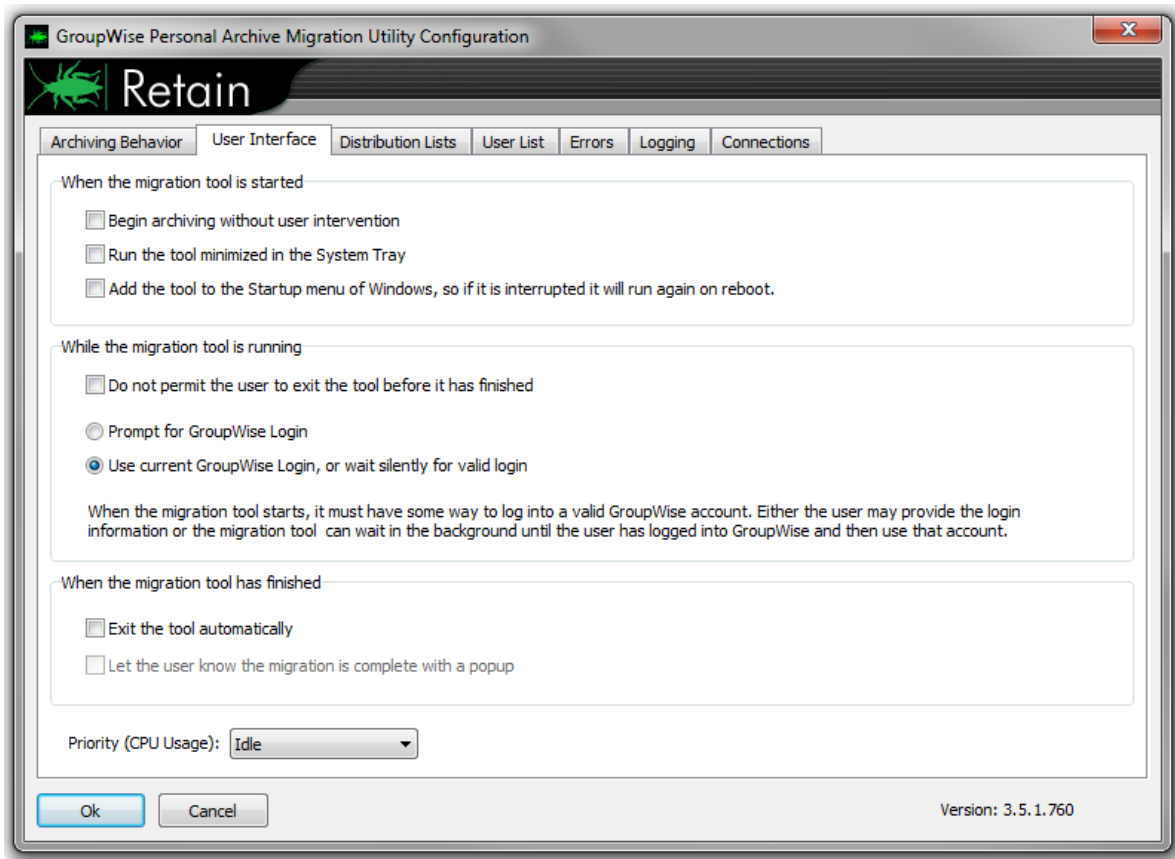 GroupWise Personal Archive Migration Utility Configuration
Retain
Archiving Behavior User Interface Distribution Lists User List Errors Logging Connections
When the migration tool is started
Begin archiving without user intervention
Run the tool minimized in the System Tray
Add the tool to the Startup menu of Windows, so if it is interrupted it will run again on reboot.
While the migration tool is running
Do not permit the user to exit the tool before it has finished
Prompt for GroupWise Login
Use current GroupWise Login, or wait silently for valid login
When the migration tool starts, it must have some way to log into a valid GroupWise account. Either the user may provide the login
information or the migration tool can wait in the background until the user has logged into GroupWise and then use that account.
When the migration tool has finished
Exit the tool automatically
Let the user know the migration is complete with a popup
Priority (CPU Usage): Idle
Ok Cancel Version: 3.5.1.760